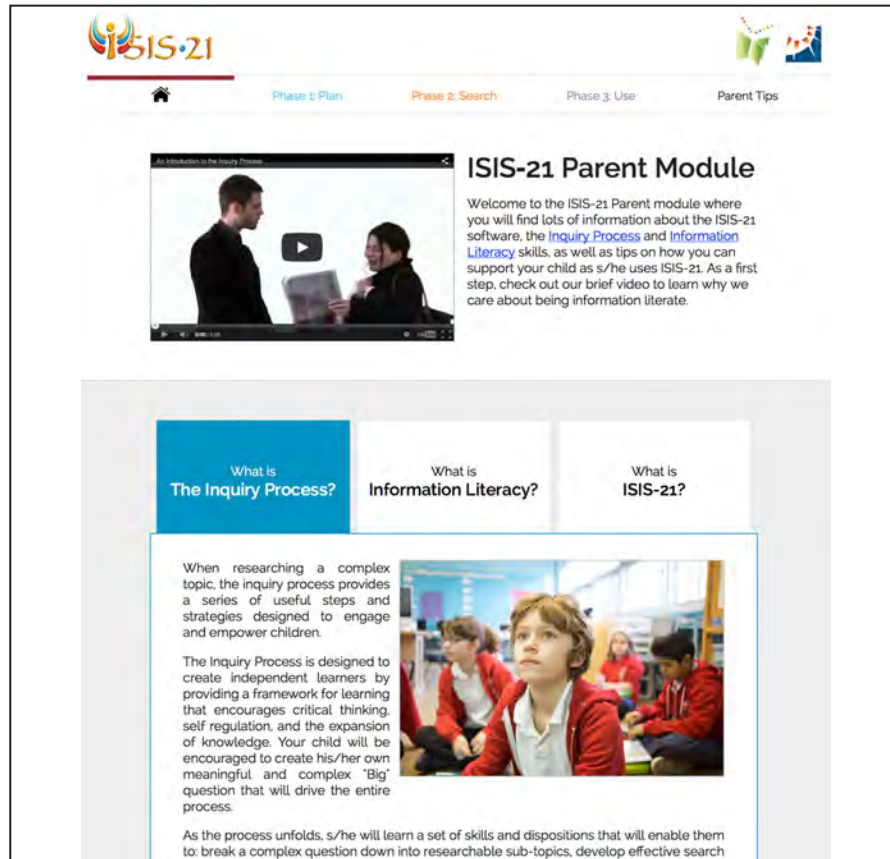 ISIS-21
Phase 1: Plan
Phase 2: Search
Phase 3: Use
Parent Tips
An Introduction to the Inquiry Process
ISIS-21 Parent Module
Welcome to the ISIS-21 Parent module where
you will find lots of information about the ISIS-21
software, the Inquiry Process and Information
Literacy skills, as well as tips on how you can
support your child as s/he uses ISIS-21. As a first
step, check out our brief video to learn why we
care about being information literate.
What is
The Inquiry Process?
What is
Information Literacy?
What is
ISIS-21?
When researching a complex
topic, the inquiry process provides
a series of useful steps and
strategies designed to engage
and empower children.
The Inquiry Process is designed to
create independent learners by
providing a framework for learning
that encourages critical thinking,
self regulation, and the expansion
of knowledge. Your child will be
encouraged to create his/her own
meaningful and complex "Big"
question that will drive the entire
process.
As the process unfolds, s/he will learn a set of skills and dispositions that will enable them
to: break a complex question down into researchable sub-topics, develop effective search